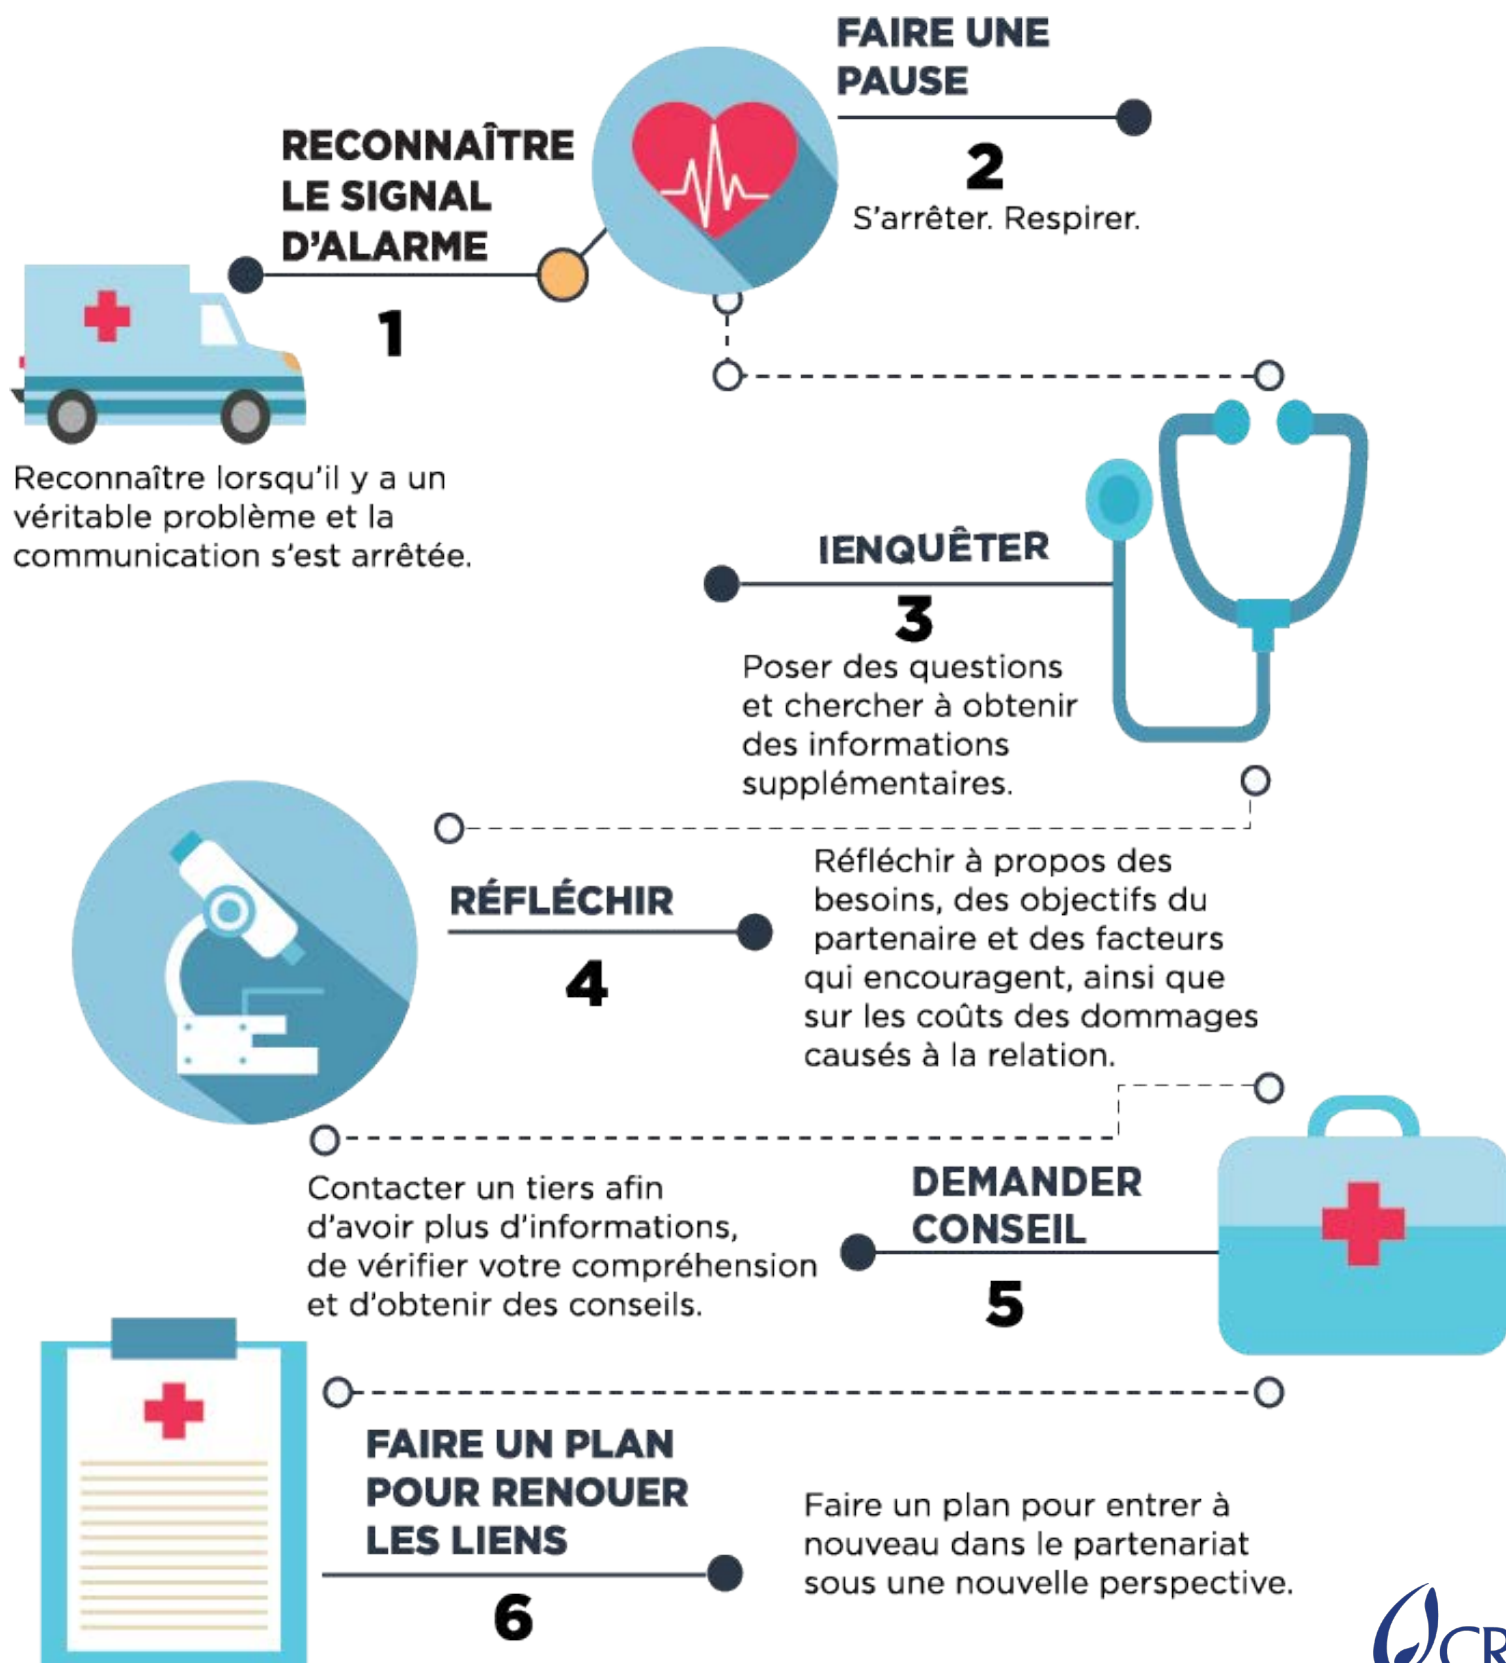 RECONNAÎTRE
LE SIGNAL
D’ALARME
1
Reconnaître lorsqu’il y a un
véritable problème et la
communication s’est arrêtée.
FAIRE UNE
PAUSE
2
S’arrêter. Respirer.
IENQUÊTER
3
Poser des questions
et chercher à obtenir
des informations
supplémentaires.
RÉFLÉCHIR
4
Réfléchir à propos des
besoins, des objectifs du
partenaire et des facteurs
qui encouragent, ainsi que
sur les coûts des dommages
causés à la relation.
DEMANDER
CONSEIL
5
Contacter un tiers afin
d’avoir plus d’informations,
de vérifier votre compréhension
et d’obtenir des conseils.
FAIRE UN PLAN
POUR RENOUER
LES LIENS
6
Faire un plan pour entrer à
nouveau dans le partenariat
sous une nouvelle perspective.